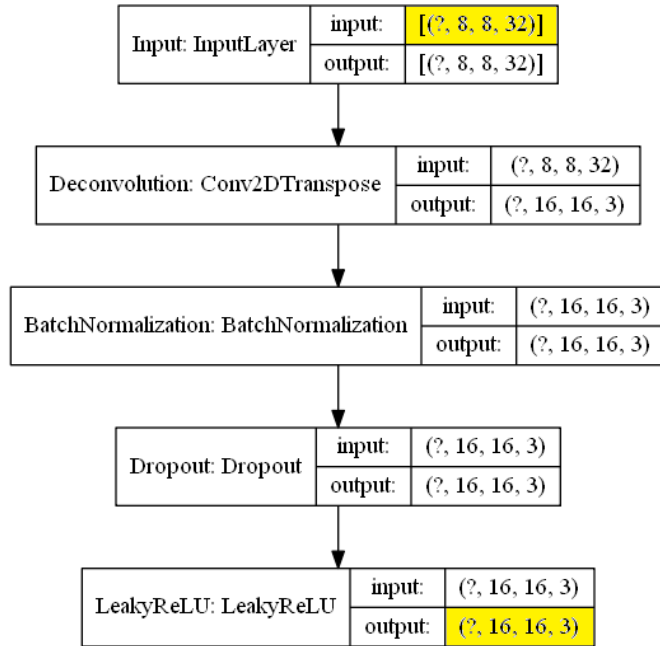 Input: InputLayer
input: [(?, 8, 8, 32)]
output: [(?, 8, 8, 32)]
Deconvolution: Conv2DTranspose
input: (?, 8, 8, 32)
output: (?, 16, 16, 3)
BatchNormalization: BatchNormalization
input: (?, 16, 16, 3)
output: (?, 16, 16, 3)
Dropout: Dropout
input: (?, 16, 16, 3)
output: (?, 16, 16, 3)
LeakyReLU: LeakyReLU
input: (?, 16, 16, 3)
output: (?, 16, 16, 3)